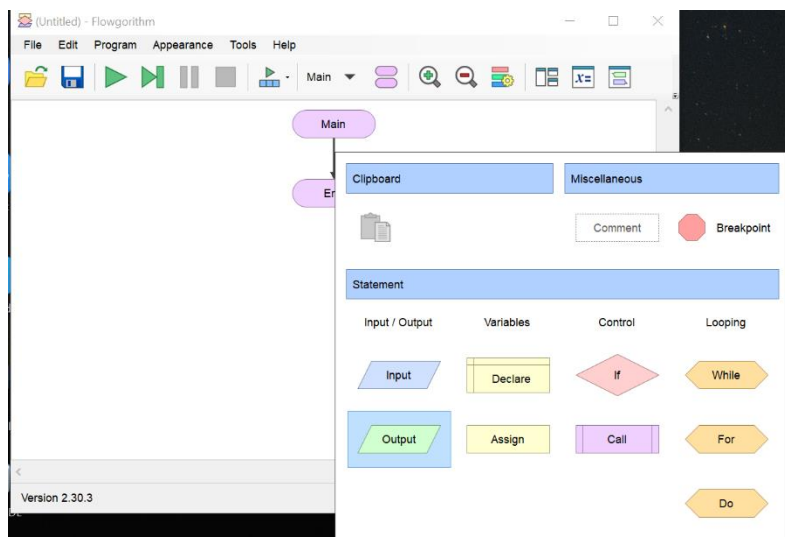 (Untitled) - Flowgorithm
File Edit Program Appearance Tools Help
Main
x=
Main
Er
Clipboard Miscellaneous
Comment Breakpoint
Statement
Input / Output Variables Control Looping
Input Declare If While
Output Assign Call For
Do
Version 2.30.3